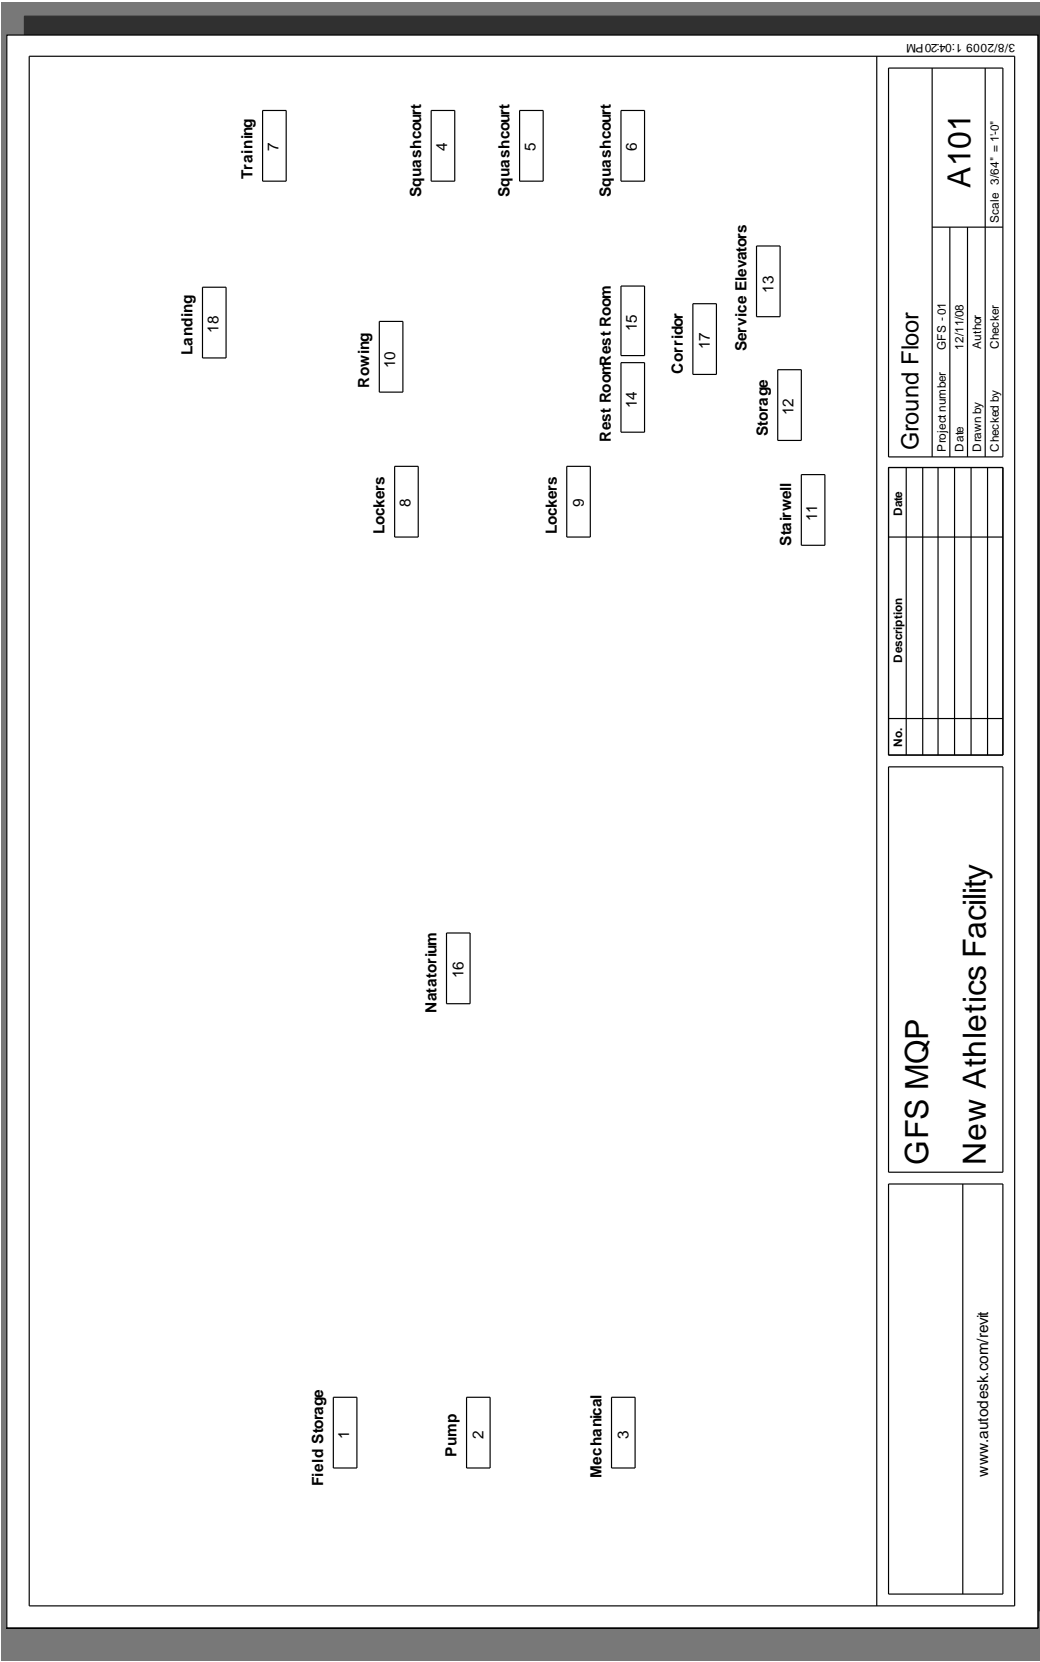 Landing
18
Training
7
Field Storage
1
Rowing
10
Lockers
8
Squashcourt
4
Natatorium
16
Pump
2
Squashcourt
5
Lockers
9
Mechanical
3
Rest Room
14
Rest Room
15
Squashcourt
6
Corridor
17
Service Elevators
13
Storage
12
Stairwell
11
www.autodesk.com/revit
GFS MQP
New Athletics Facility
No. Description Date
Ground Floor
Project number GFS - 01
Date 12/11/08
Drawn by Author
Checked by Checker
A101
Scale 3/64" = 1'-0"
3/8/2009 1:04:20 PM